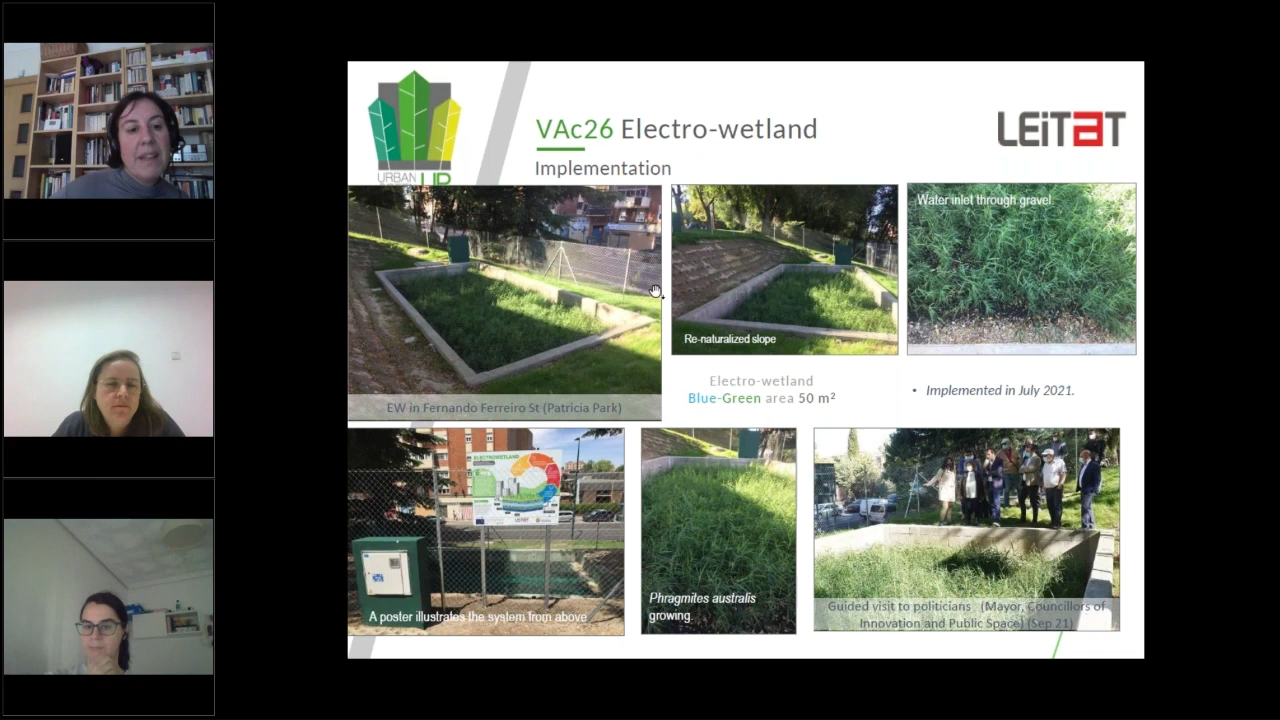 URBAN
UP
VAc26 Electro-wetland
Implementation
LEiTAT
EW in Fernando Ferreiro St (Patricia Park)
Re-naturalized slope
Water inlet through gravel
Electro-wetland
Blue-Green area 50 m²
• Implemented in July 2021.
ELECTROWETLAND
LEiTAT
A poster illustrates the system from above
Phragmites australis
growing.
Guided visit to politicians (Mayor, Councillors of
Innovation and Public Space) (Sep 21)